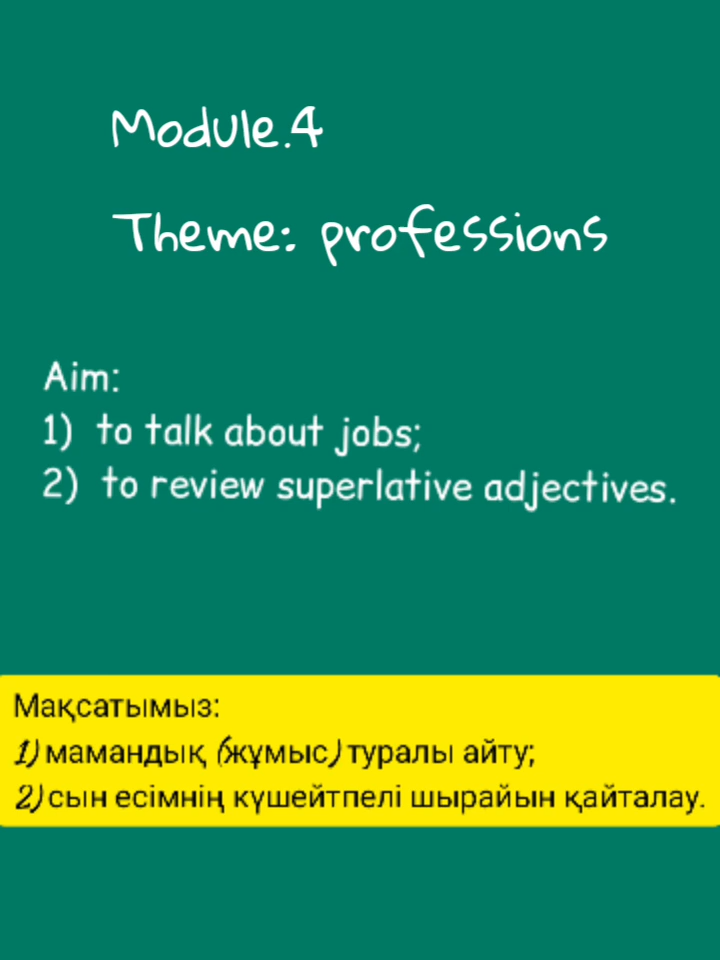 Module.4
Theme: professions
Aim:
1) to talk about jobs;
2) to review superlative adjectives.
Мақсатымыз:
1) мамандық (жұмыс) туралы айту;
2) сын есімнің күшейтпелі шырайын қайталау.